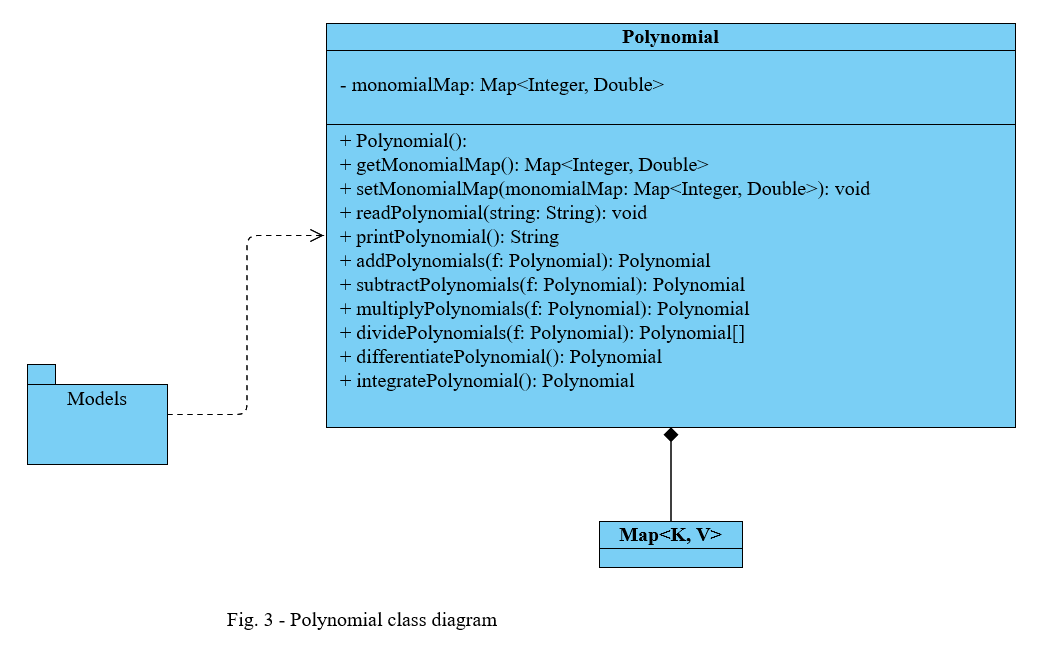 Polynomial
- monomialMap: Map<Integer, Double>
+ Polynomial():
+ getMonomialMap(): Map<Integer, Double>
+ setMonomialMap(monomialMap: Map<Integer, Double>): void
+ readPolynomial(string: String): void
+ printPolynomial(): String
+ addPolynomials(f: Polynomial): Polynomial
+ subtractPolynomials(f: Polynomial): Polynomial
+ multiplyPolynomials(f: Polynomial): Polynomial
+ dividePolynomials(f: Polynomial): Polynomial[]
+ differentiatePolynomial(): Polynomial
+ integratePolynomial(): Polynomial
Models
Map<K, V>
Fig. 3 - Polynomial class diagram